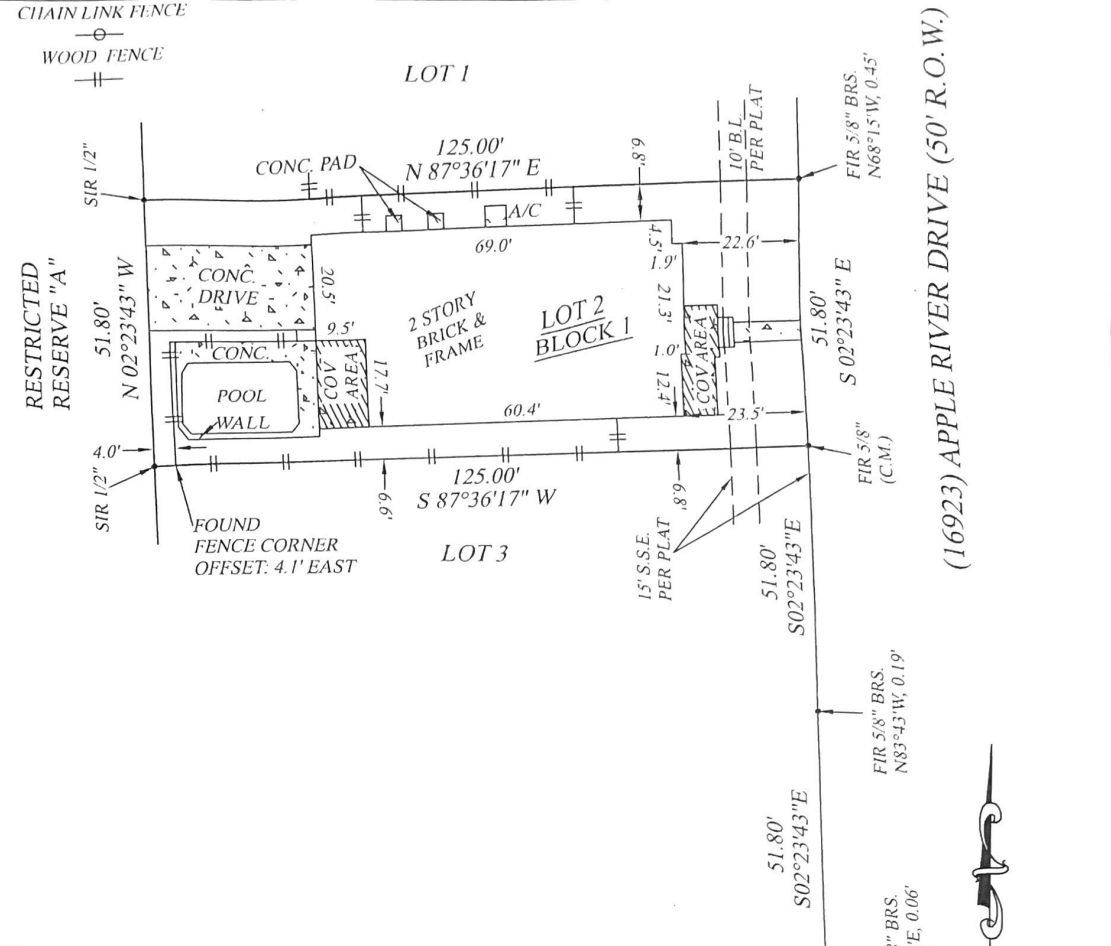 CHAIN LINK FENCE
WOOD FENCE
LOT 1
125.00'
N 87°36'17" E
CONC. PAD
A/C
6.8'
10' B.L.
PER PLAT
FIR 5/8" BRS.
N68°15'W, 0.45'
(16923) APPLE RIVER DRIVE (50' R.O.W.)
SIR 1/2"
RESTRICTED
RESERVE "A"
51.80'
N 02°23'43" W
CONC.
DRIVE
20.5'
69.0'
4.5'
1.9'
22.6'
21.3'
2 STORY
BRICK &
FRAME
LOT 2
BLOCK 1
51.80'
S 02°23'43" E
9.5'
CONC.
POOL
WALL
COV
AREA
17.7'
1.0'
12.4'
COV AREA
60.4'
23.5'
4.0'
SIR 1/2"
FOUND
FENCE CORNER
OFFSET: 4.1' EAST
125.00'
S 87°36'17" W
6.6'
6.8'
LOT 3
FIR 5/8"
(C.M.)
15' S.S.E.
PER PLAT
51.80'
S02°23'43"E
FIR 5/8" BRS.
N83°43'W, 0.19'
51.80'
S02°23'43"E
" BRS.
'E, 0.06'